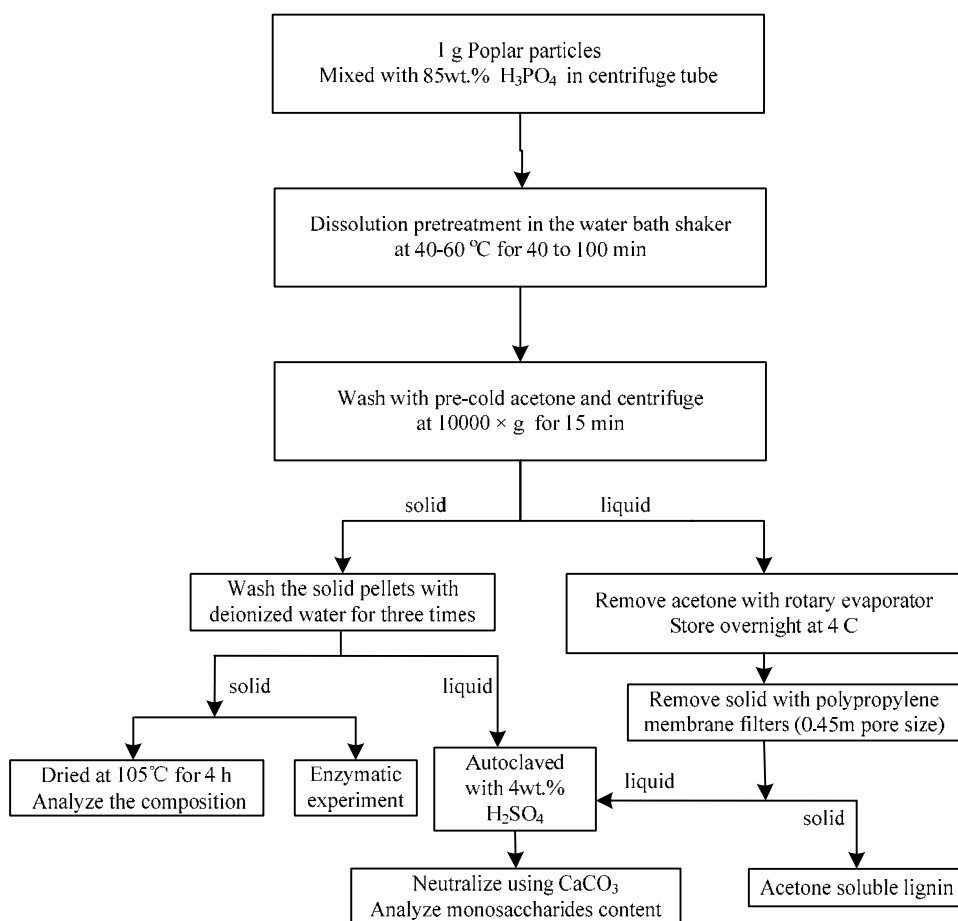 1 g Poplar particles
Mixed with 85wt.% H₃PO₄ in centrifuge tube
Dissolution pretreatment in the water bath shaker
at 40-60 °C for 40 to 100 min
Wash with pre-cold acetone and centrifuge
at 10000 × g for 15 min
solid
liquid
Wash the solid pellets with
deionized water for three times
Remove acetone with rotary evaporator
Store overnight at 4 C
solid
liquid
Remove solid with polypropylene
membrane filters (0.45m pore size)
Dried at 105℃ for 4 h
Analyze the composition
Enzymatic
experiment
Autoclaved
with 4wt.%
H₂SO₄
liquid
solid
Neutralize using CaCO₃
Analyze monosaccharides content
Acetone soluble lignin